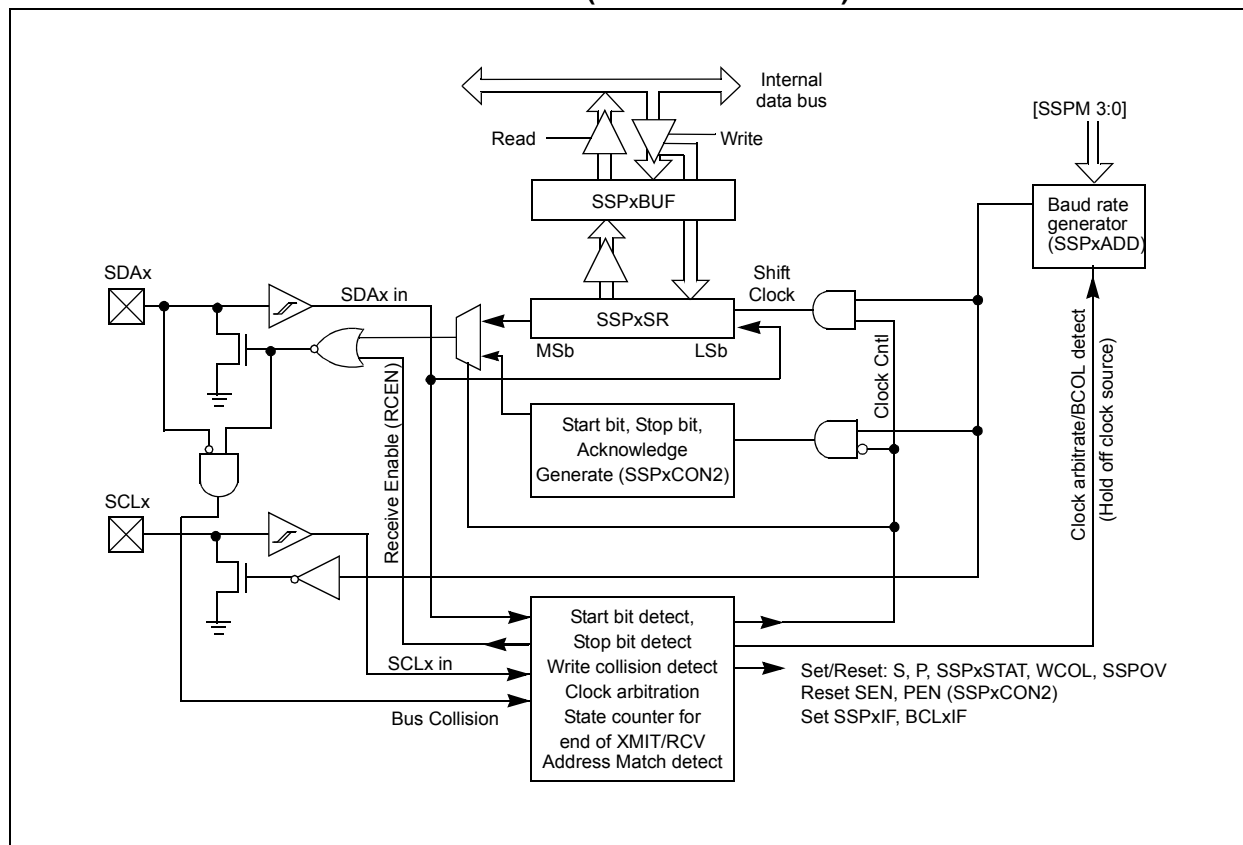 Internal
data bus
[SSPM 3:0]
Read
Write
SSPxBUF
Baud rate
generator
(SSPxADD)
SDAx
SDAx in
Shift
Clock
SSPxSR
MSb
LSb
Clock Cntl
Clock arbitrate/BCOL detect
(Hold off clock source)
Receive Enable (RCEN)
Start bit, Stop bit,
Acknowledge
Generate (SSPxCON2)
SCLx
SCLx in
Bus Collision
Start bit detect,
Stop bit detect
Write collision detect
Clock arbitration
State counter for
end of XMIT/RCV
Address Match detect
Set/Reset: S, P, SSPxSTAT, WCOL, SSPOV
Reset SEN, PEN (SSPxCON2)
Set SSPxIF, BCLxIF